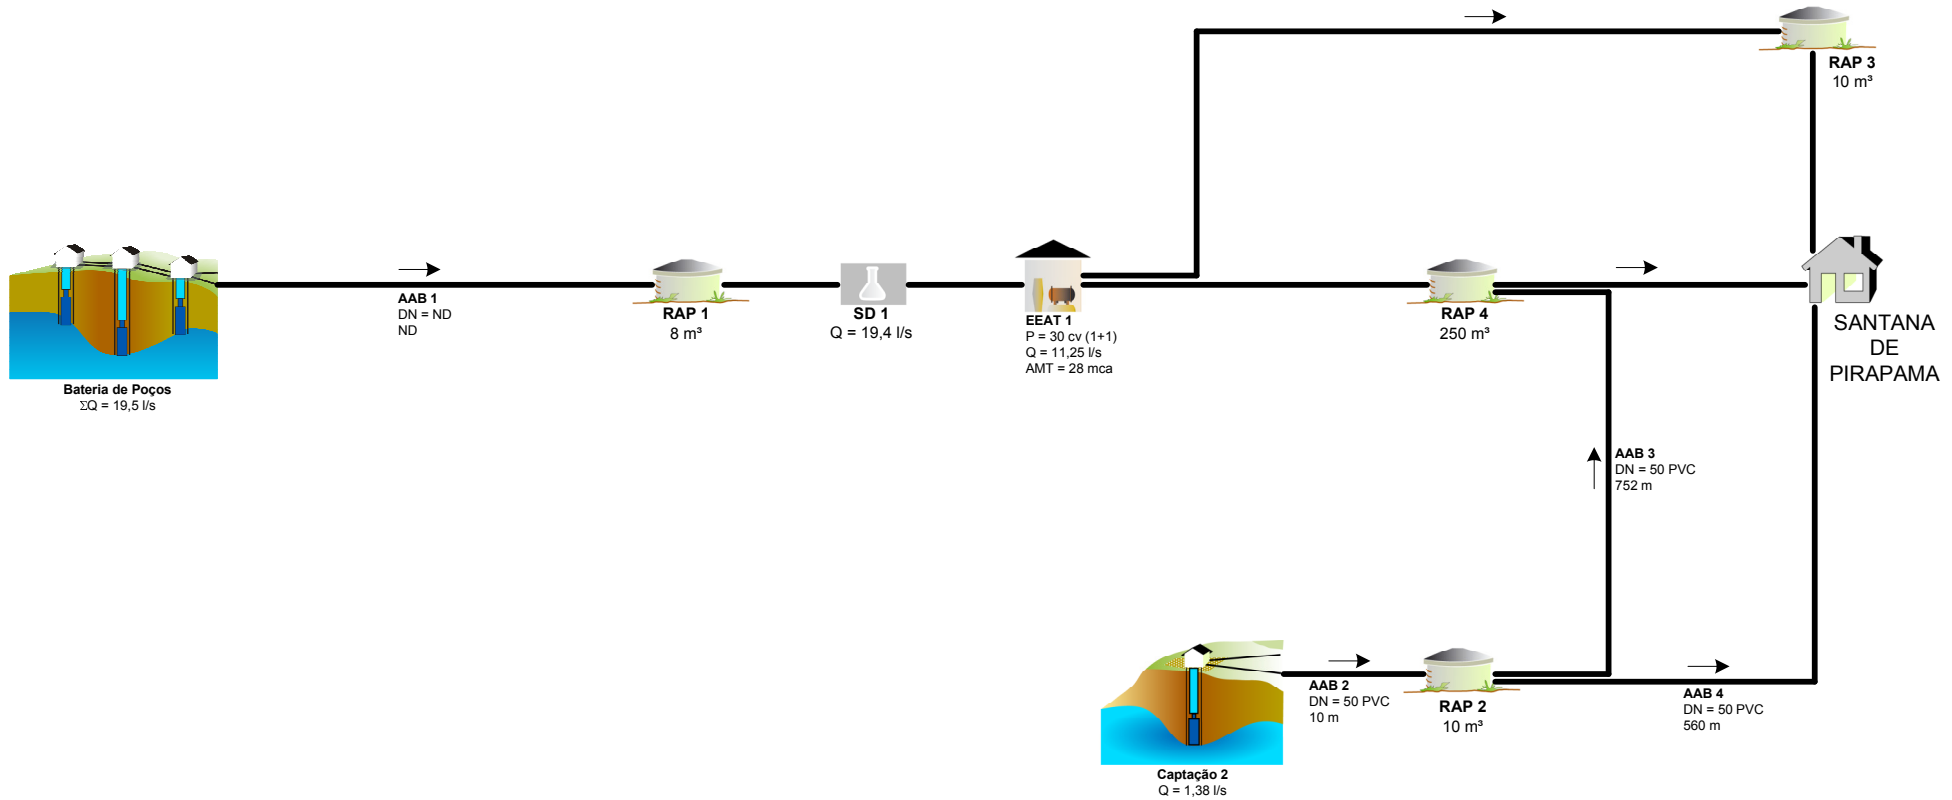 RAP 3
10 m³
AAB 1
DN = ND
ND
RAP 1
8 m³
SD 1
Q = 19,4 l/s
EEAT 1
P = 30 cv (1+1)
Q = 11,25 l/s
AMT = 28 mca
RAP 4
250 m³
SANTANA
DE
PIRAPAMA
Bateria de Poços
ΣQ = 19,5 l/s
AAB 3
DN = 50 PVC
752 m
AAB 2
DN = 50 PVC
10 m
RAP 2
10 m³
AAB 4
DN = 50 PVC
560 m
Captação 2
Q = 1,38 l/s